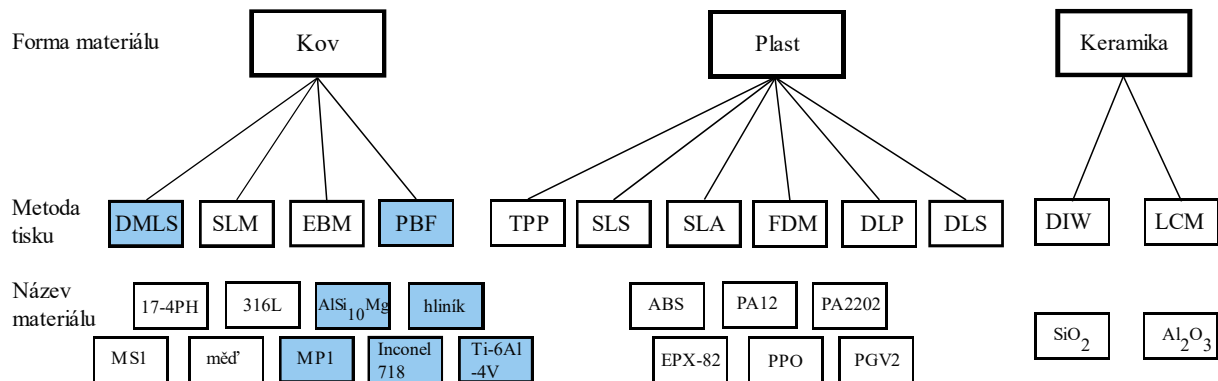 Forma materiálu
Kov
Plast
Keramika
Metoda
tisku
DMLS
SLM
EBM
PBF
TPP
SLS
SLA
FDM
DLP
DLS
DIW
LCM
Název
materiálu
17-4PH
316L
AlSi10Mg
hliník
MS1
měď
MP1
Inconel
718
Ti-6Al
-4V
ABS
PA12
PA2202
EPX-82
PPO
PGV2
SiO2
Al2O3